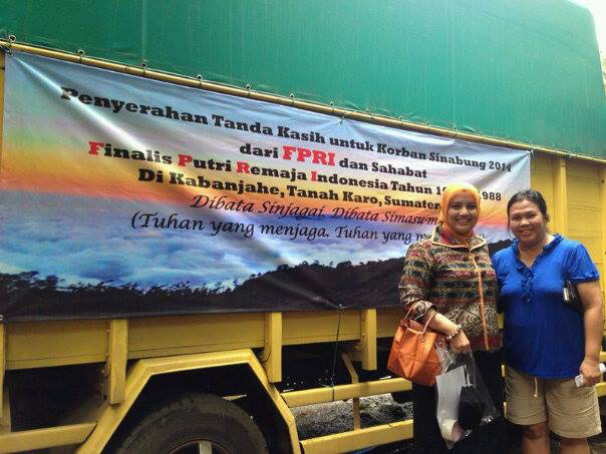 Penyerahan Tanda Kasih untuk Korban Sinabung 2014
dari FPRI dan Sahabat
Finalis Putri Remaja Indonesia Tahun
Di Kabanjahe, Tanah Karo,
Dibata Sinjagai, Dibata
(Tuhan yang menjaga. Tuhan yang